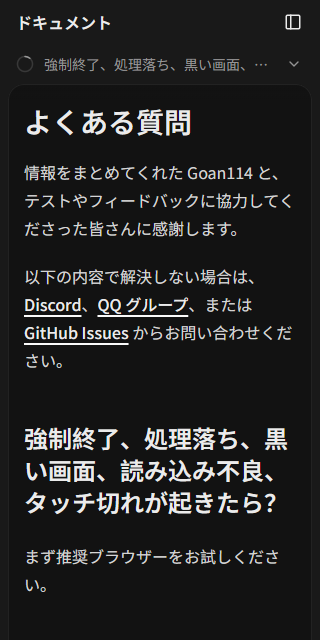 ドキュメント
強制終了、処理落ち、黒い画面、…
よくある質問
情報をまとめてくれた Goan114 と、
テストやフィードバックに協力してく
ださった皆さんに感謝します。
以下の内容で解決しない場合は、
Discord、QQ グループ、または
GitHub Issues からお問い合わせくだ
さい。
強制終了、処理落ち、黒
い画面、読み込み不良、
タッチ切れが起きたら?
まず推奨ブラウザーをお試しくださ
い。